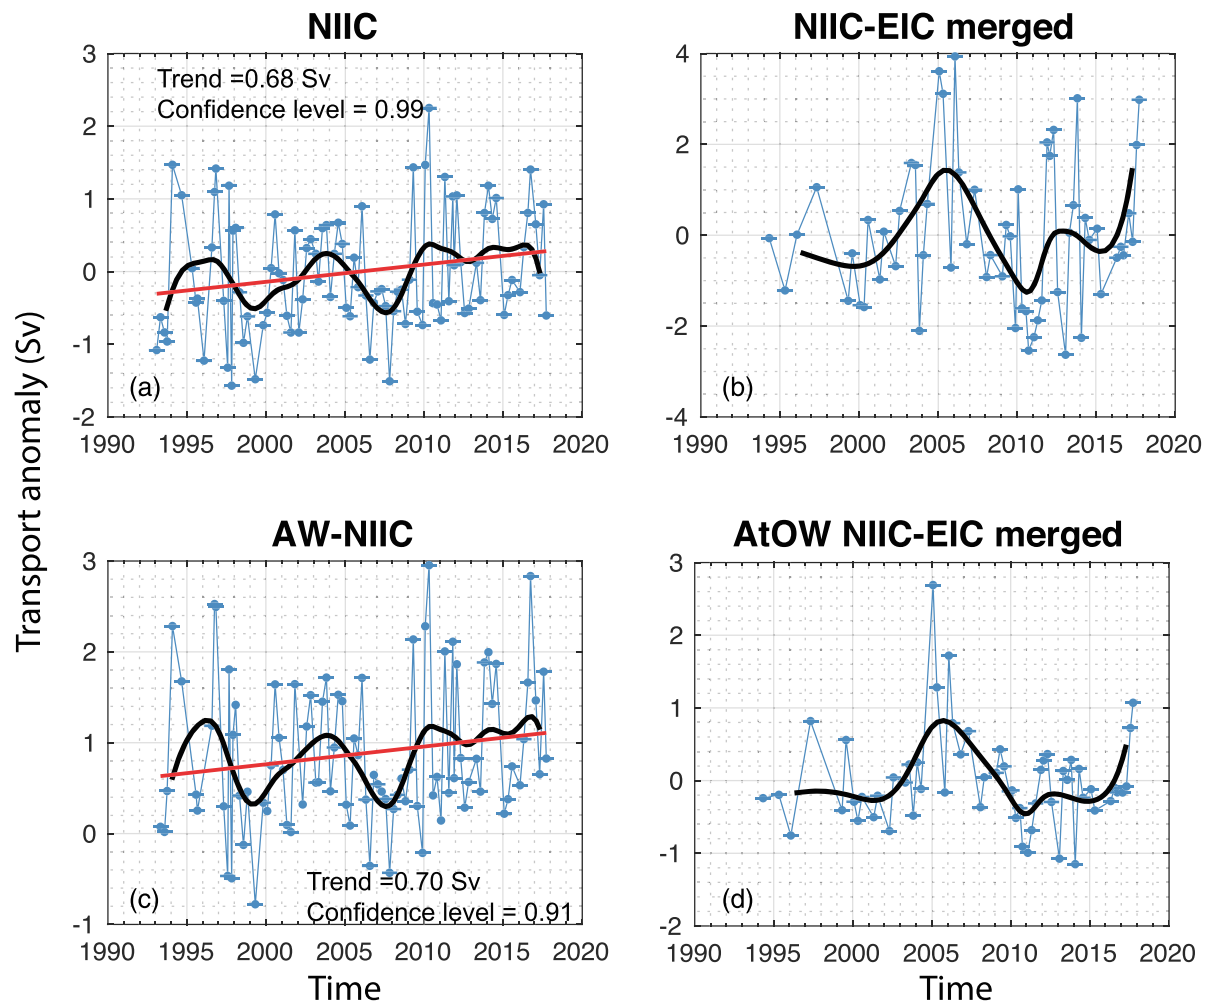 NIIC
NIIC-EIC merged
Transport anomaly (Sv)
3
2
1
0
-1
-2
Trend =0.68 Sv
Confidence level = 0.99
(a)
1990 1995 2000 2005 2010 2015 2020
4
2
0
-2
-4
(b)
1990 1995 2000 2005 2010 2015 2020
AW-NIIC
AtOW NIIC-EIC merged
3
2
1
0
-1
Trend =0.70 Sv
Confidence level = 0.91
(c)
1990 1995 2000 2005 2010 2015 2020
Time
3
2
1
0
-1
-2
(d)
1990 1995 2000 2005 2010 2015 2020
Time